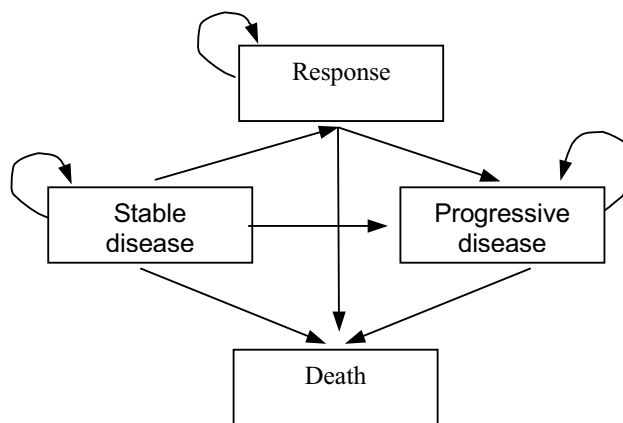 Response
Stable
disease
Progressive
disease
Death